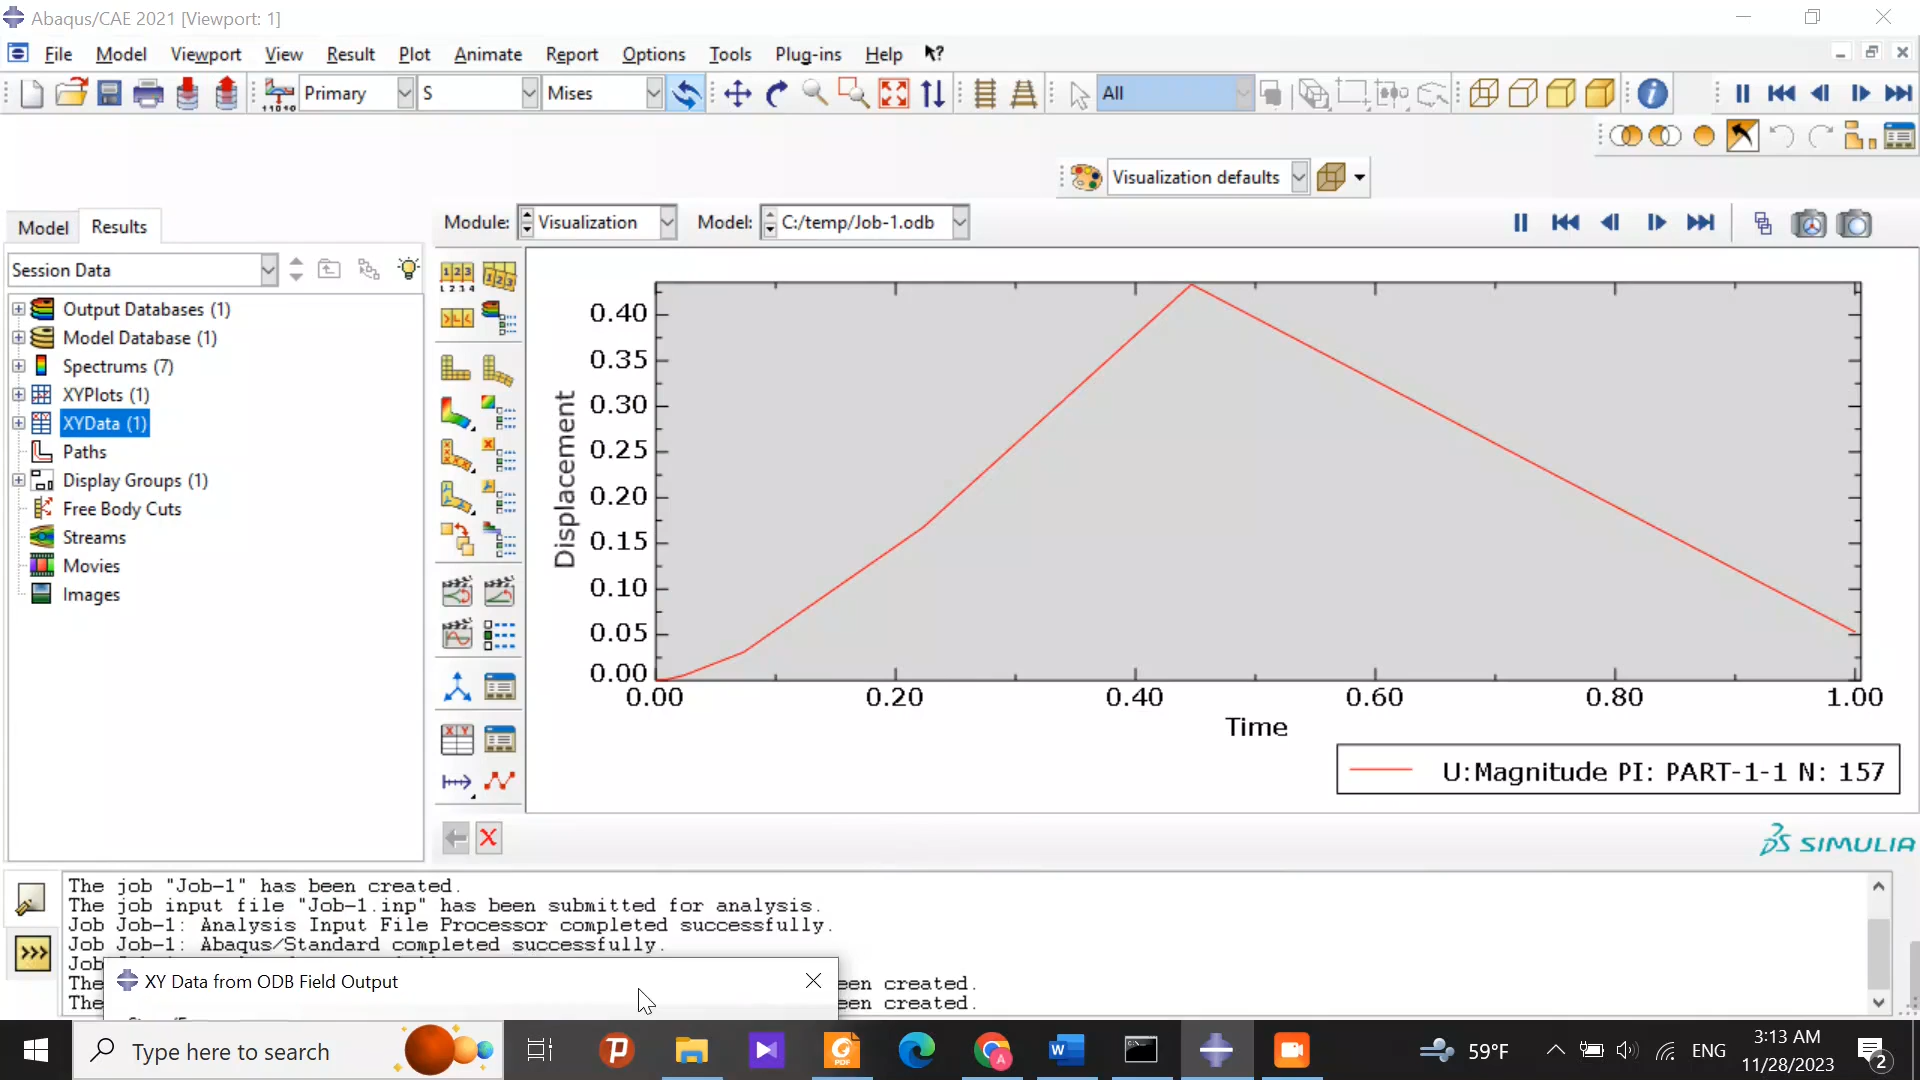 Abaqus/CAE 2021 [Viewport: 1]
File Model Viewport View Result Plot Animate Report Options Tools Plug-ins Help
Primary S Mises All
Visualization defaults
Model Results
Module: Visualization Model: C:/temp/Job-1.odb
Session Data
Output Databases (1)
Model Database (1)
Spectrums (7)
XYPlots (1)
XYData (1)
Paths
Display Groups (1)
Free Body Cuts
Streams
Movies
Images
Displacement
0.40
0.35
0.30
0.25
0.20
0.15
0.10
0.05
0.00
0.00 0.20 0.40 0.60 0.80 1.00
Time
U:Magnitude PI: PART-1-1 N: 157
SIMULIA
The job "Job-1" has been created.
The job input file "Job-1.inp" has been submitted for analysis.
Job Job-1: Analysis Input File Processor completed successfully.
Job Job-1: Abaqus/Standard completed successfully.
Job
The een created.
The een created.
XY Data from ODB Field Output
Type here to search
59°F
ENG
3:13 AM
11/28/2023
2